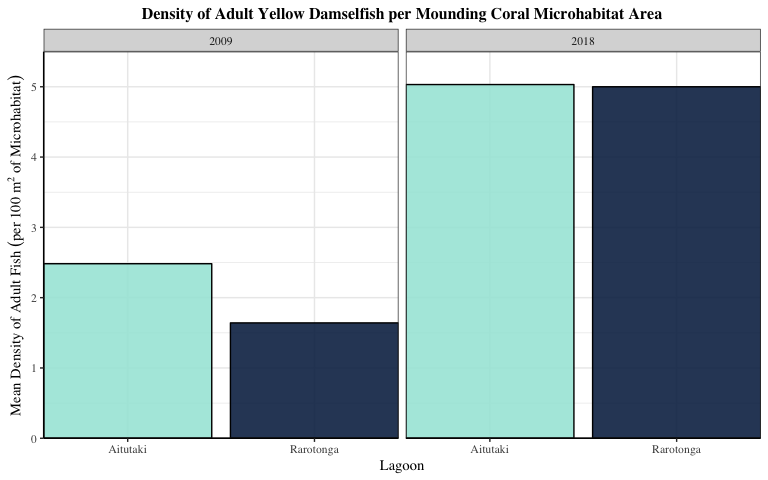 Density of Adult Yellow Damselfish per Mounding Coral Microhabitat Area
2009
2018
Mean Density of Adult Fish (per 100 m² of Microhabitat)
5
4
3
2
1
0
Aitutaki
Rarotonga
Aitutaki
Rarotonga
Lagoon